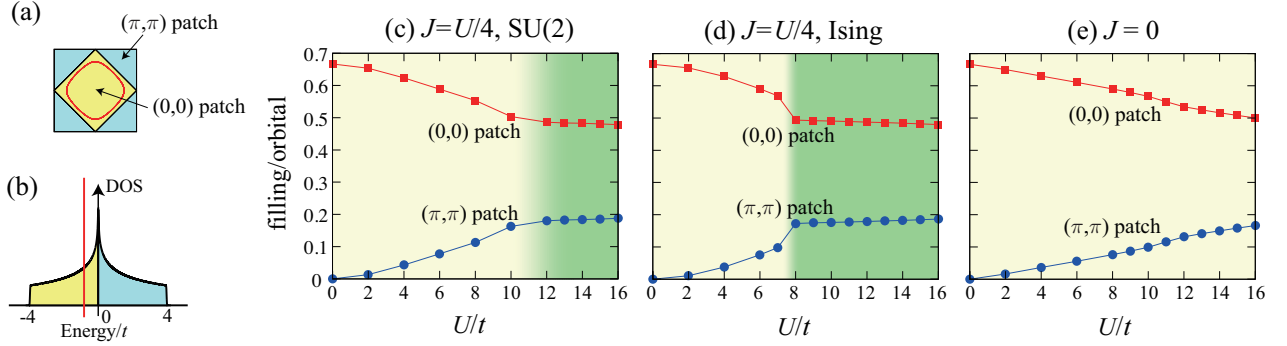 (a)
(π,π) patch
(0,0) patch
(b)
DOS
-4 0 4
Energy/t
(c) J=U/4, SU(2)
filling/orbital
0.7
0.6
0.5
0.4
0.3
0.2
0.1
0
(0,0) patch
(π,π) patch
0 2 4 6 8 10 12 14 16
U/t
(d) J=U/4, Ising
(0,0) patch
(π,π) patch
0 2 4 6 8 10 12 14 16
U/t
(e) J = 0
(0,0) patch
(π,π) patch
0 2 4 6 8 10 12 14 16
U/t